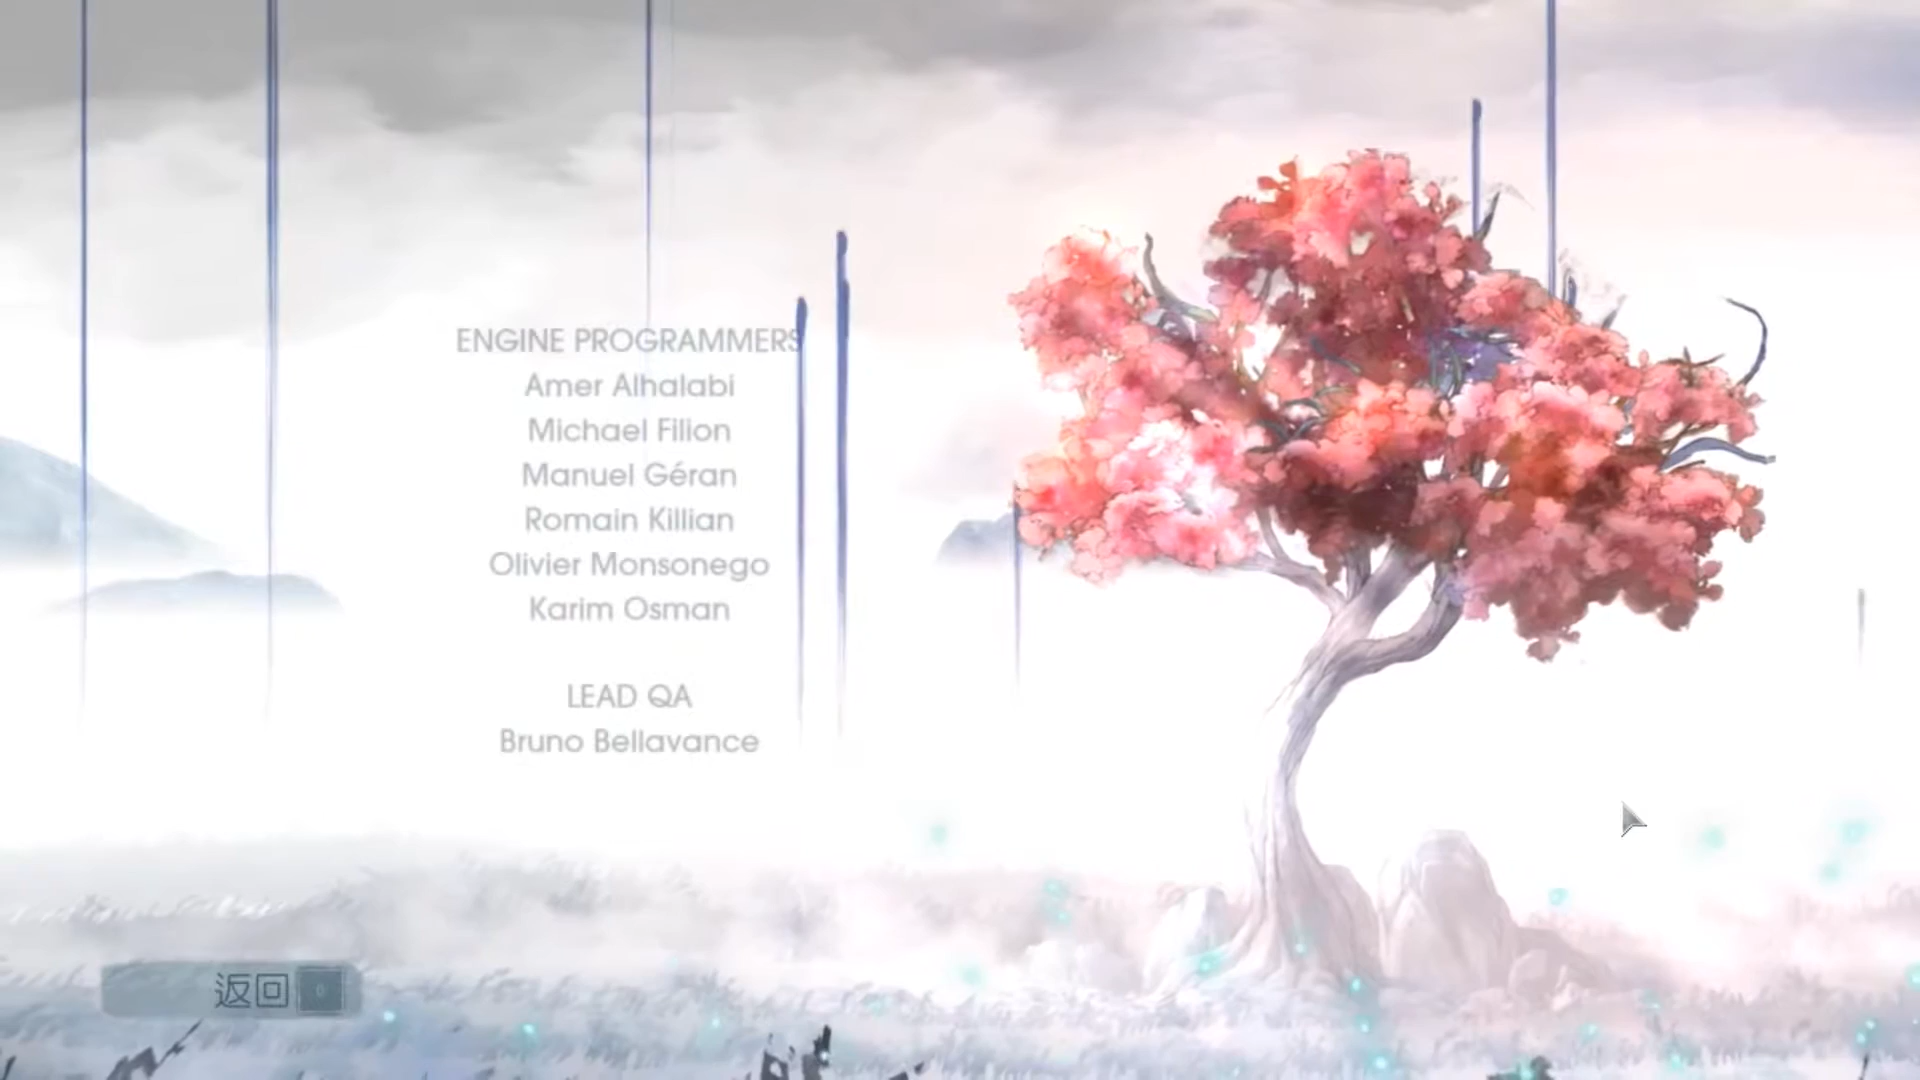 ENGINE PROGRAMMERS
Amer Alhalabi
Michael Filion
Manuel Géran
Romain Killian
Olivier Monsonego
Karim Osman
LEAD QA
Bruno Bellavance
返回